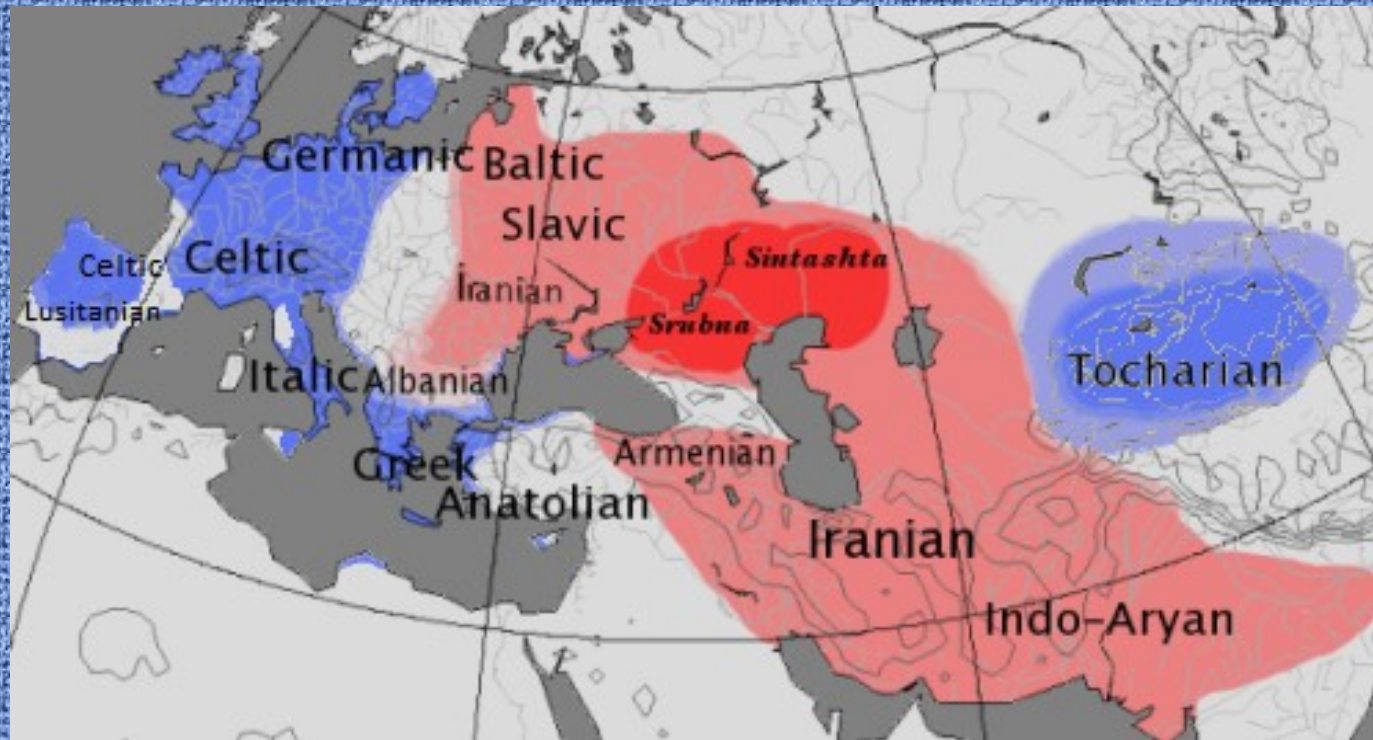 Germanic
Baltic
Slavic
Celtic
Celtic
Lusitanian
Sintashta
Iranian
Srubna
Italic
Albanian
Tocharian
Greek
Armenian
Anatolian
Iranian
Indo-Aryan